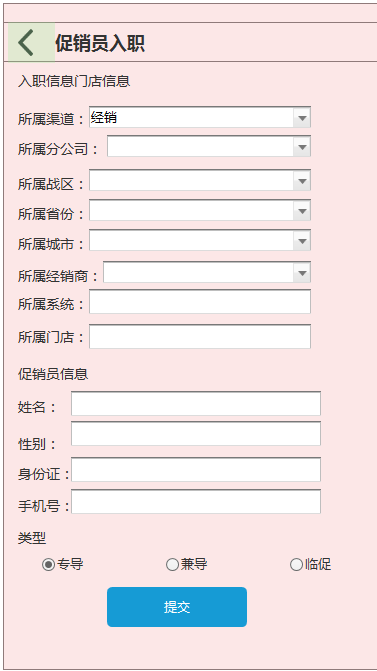 促销员入职
入职信息门店信息
所属渠道：经销
所属分公司：
所属战区：
所属省份：
所属城市：
所属经销商：
所属系统：
所属门店：
促销员信息
姓名：
性别：
身份证：
手机号：
类型
专导 兼导 临促
提交